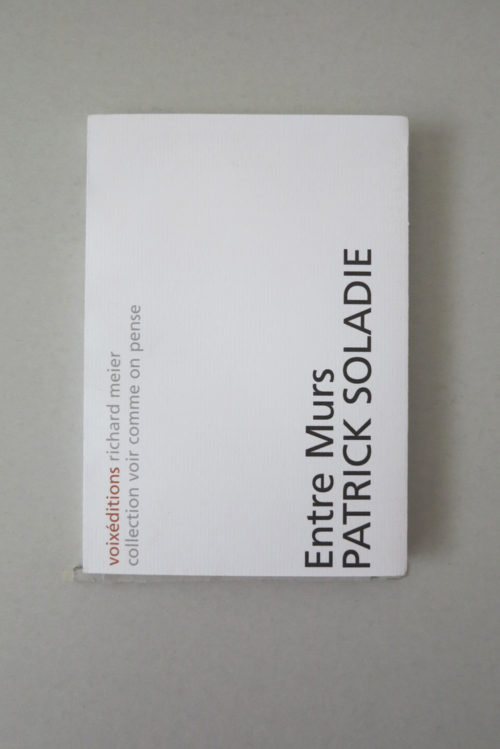 voixéditions richard meier
collection voir comme on pense
Entre Murs
PATRICK SOLADIE